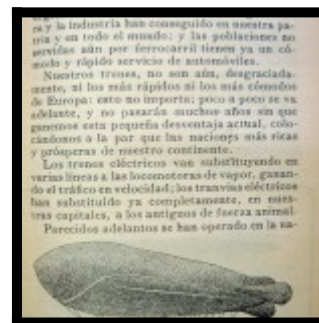 ra y la industria han conseguido en nuestra pa-
tria y en todo el mundo; y las poblaciones no
servidas aún por ferrocarril tienen ya un có-
modo y rápido servicio de automóviles.
Nuestros trenes, no son aún, desgraciada-
mente, ni los más rápidos ni los más cómodos
de Europa: esto no importa; poco a poco se va
adelante, y no pasarán muchos años sin que
ganemos esta pequeña desventaja actual, colo-
cándonos a la par que las naciones más ricas
y prósperas de nuestro continente.
Los trenes eléctricos van substituyendo en
varias líneas a las locomotoras de vapor, ganan-
do el tráfico en velocidad; los tranvías eléctricos
han substituido ya completamente, en nues-
tras capitales, a los antiguos de fuerza animal.
Parecidos adelantos se han operado en la na-